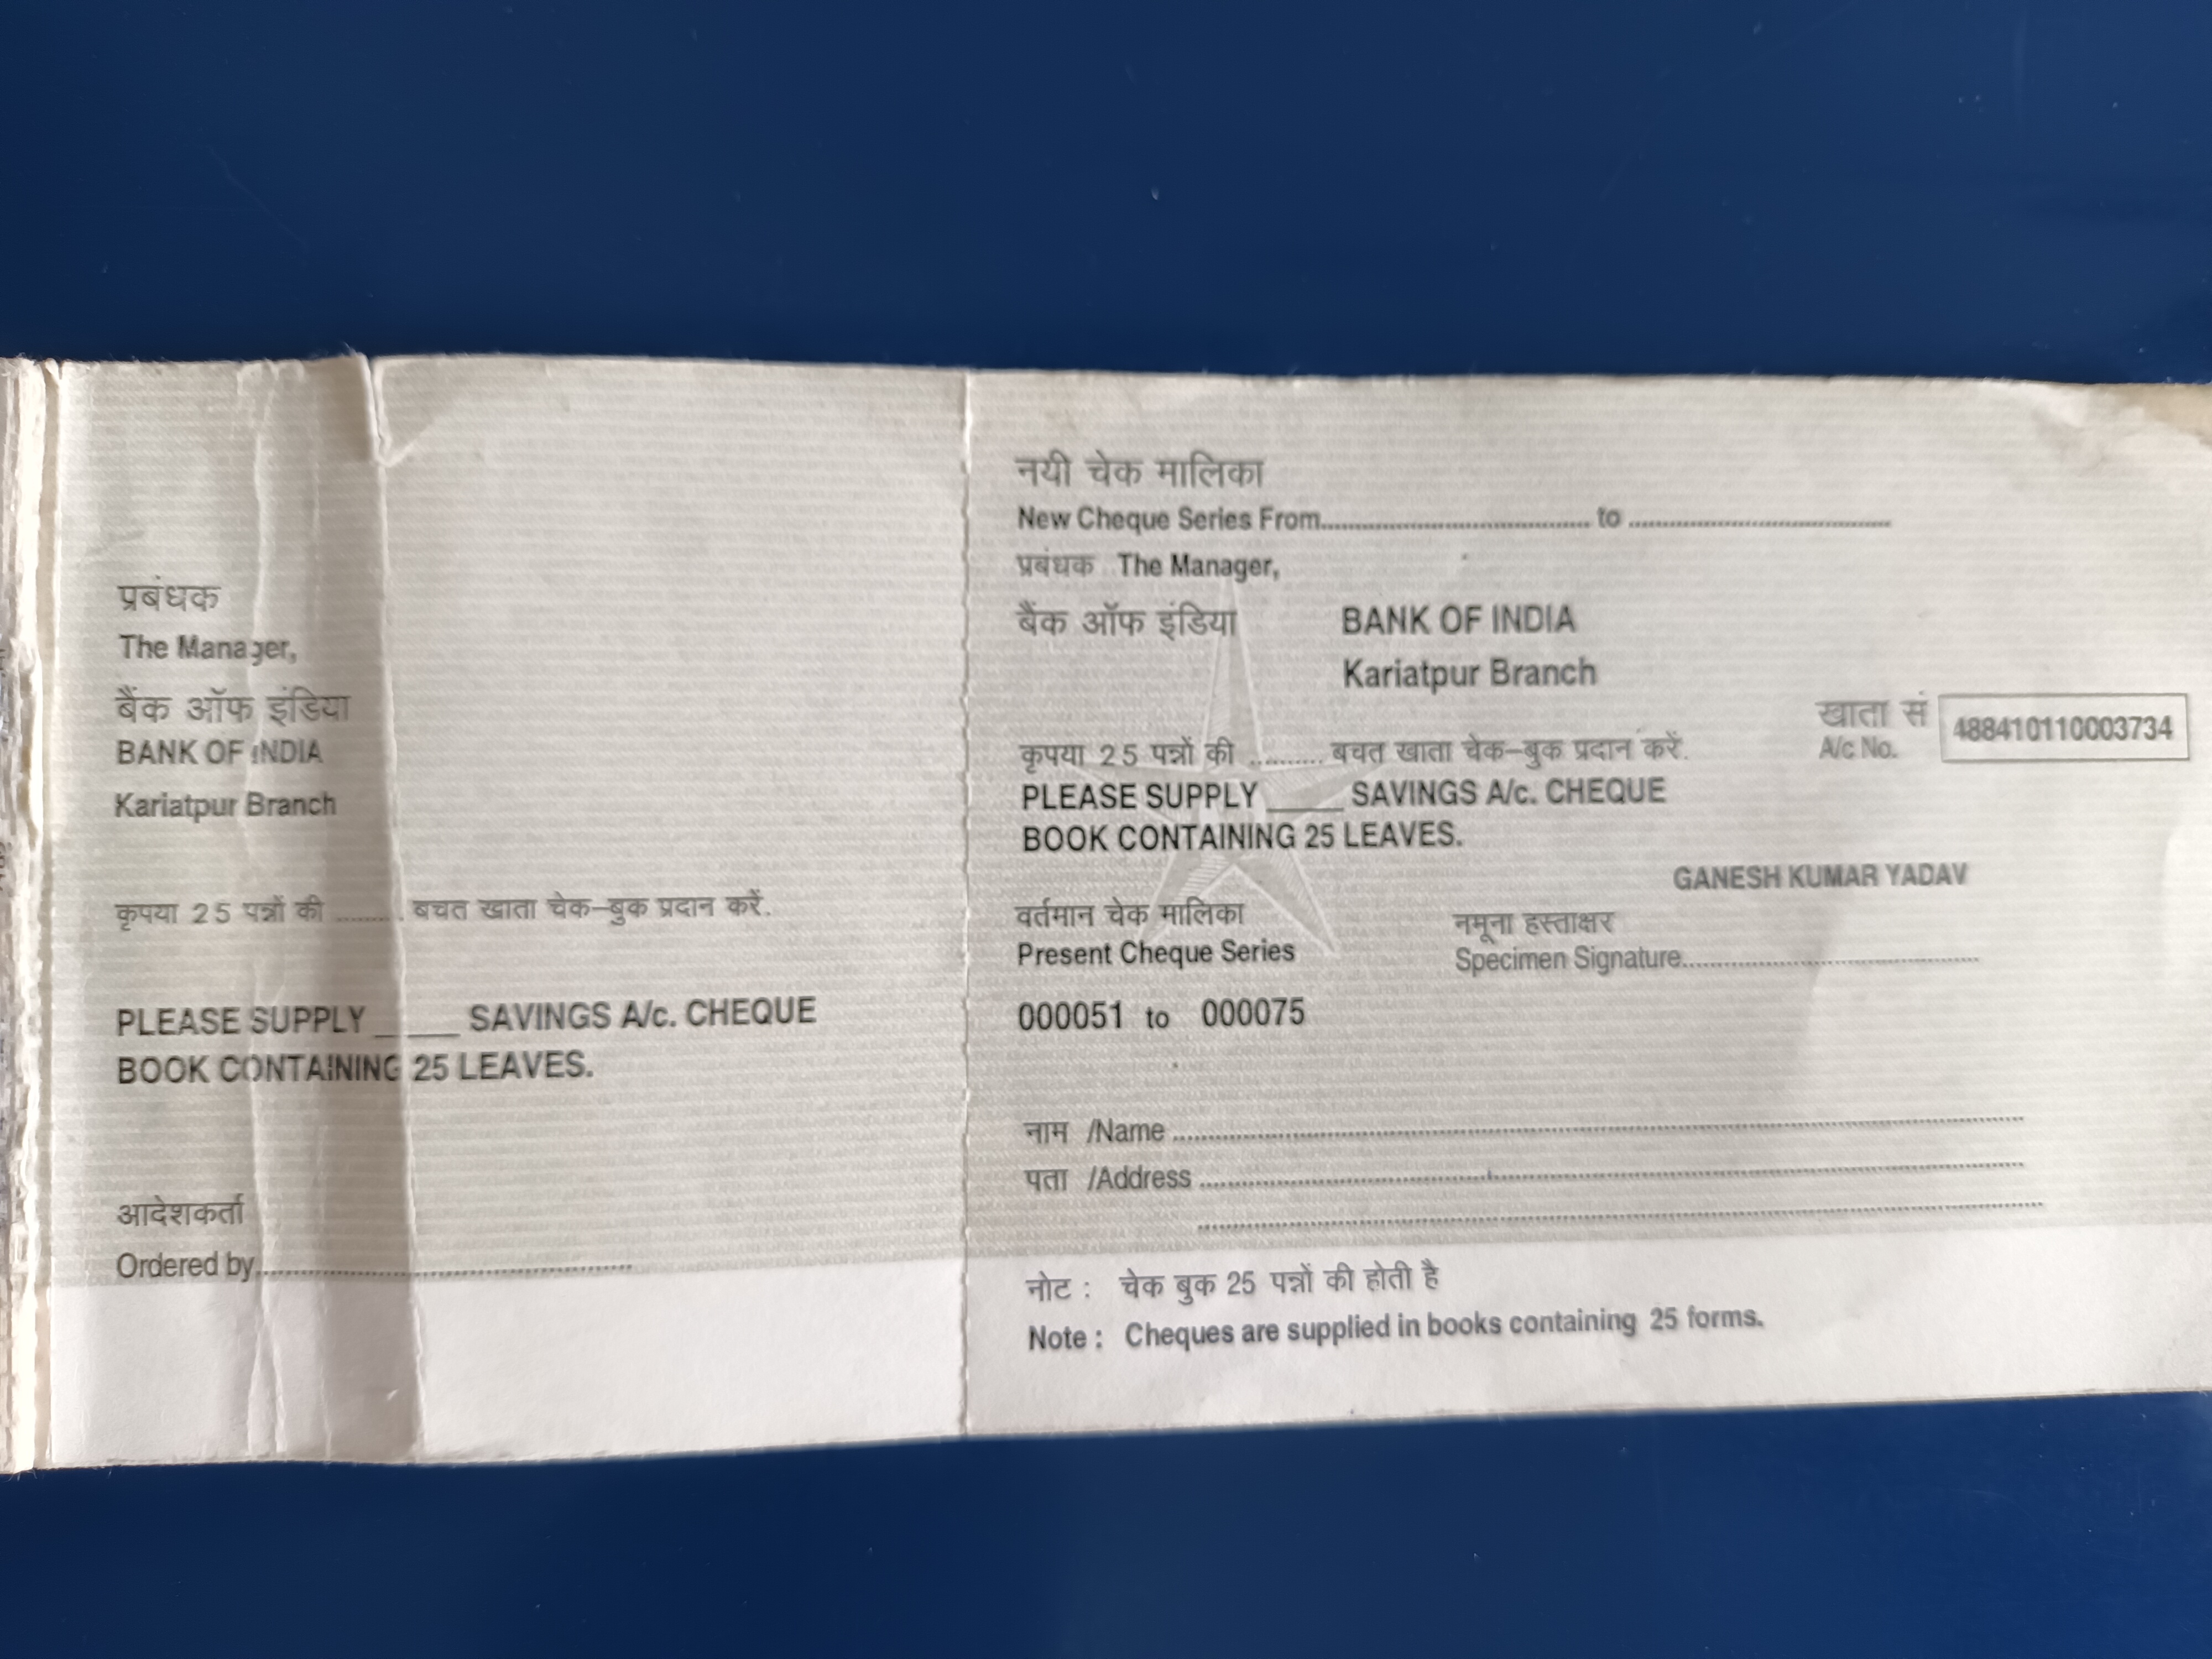 प्रबंधक
The Manager,
बैंक ऑफ इंडिया
BANK OF INDIA
Kariatpur Branch
कृपया 25 पन्नों की .......... बचत खाता चेक–बुक प्रदान करें.
PLEASE SUPPLY _____ SAVINGS A/c. CHEQUE
BOOK CONTAINING 25 LEAVES.
आदेशकर्ता
Ordered by..........................................................
नयी चेक मालिका
New Cheque Series From.......................................... to ..........................................
प्रबंधक The Manager,
बैंक ऑफ इंडिया BANK OF INDIA
Kariatpur Branch
खाता सं
A/c No. 488410110003734
कृपया 25 पन्नों की .......... बचत खाता चेक–बुक प्रदान करें.
PLEASE SUPPLY _____ SAVINGS A/c. CHEQUE
BOOK CONTAINING 25 LEAVES.
GANESH KUMAR YADAV
वर्तमान चेक मालिका
Present Cheque Series
नमूना हस्ताक्षर
Specimen Signature..............................................
000051 to 000075
नाम /Name ..........................................................
पता /Address ..........................................................
..........................................................
नोट : चेक बुक 25 पन्नों की होती है
Note : Cheques are supplied in books containing 25 forms.